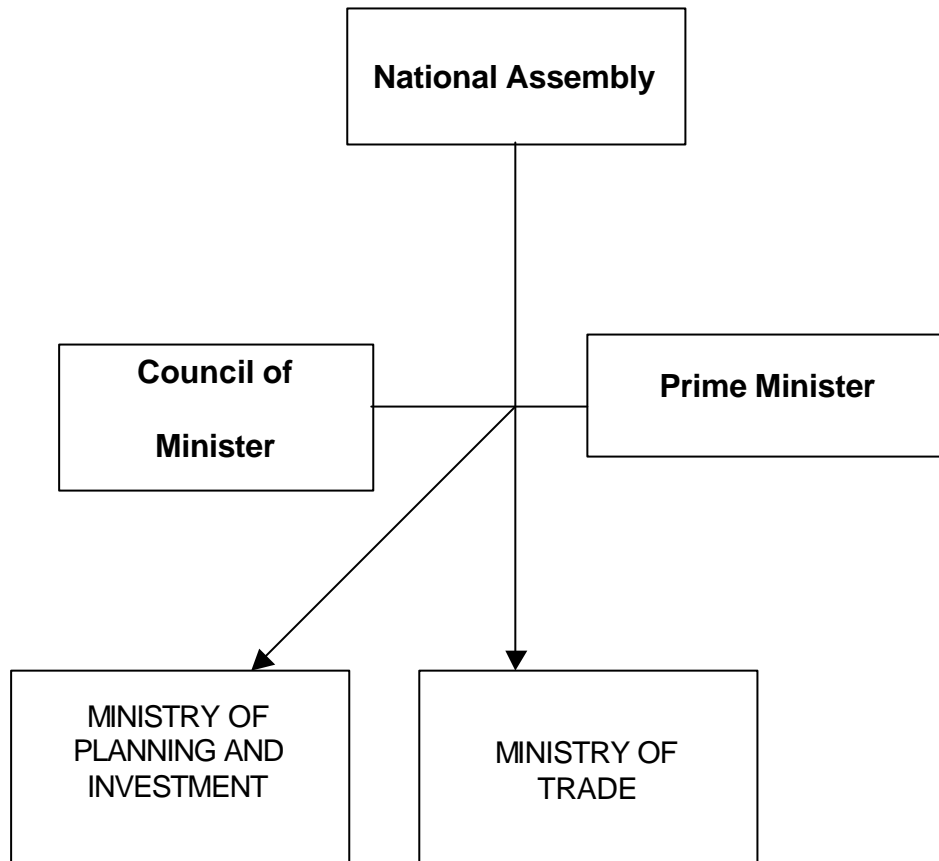 National Assembly
Council of
Minister
Prime Minister
MINISTRY OF
PLANNING AND
INVESTMENT
MINISTRY OF
TRADE